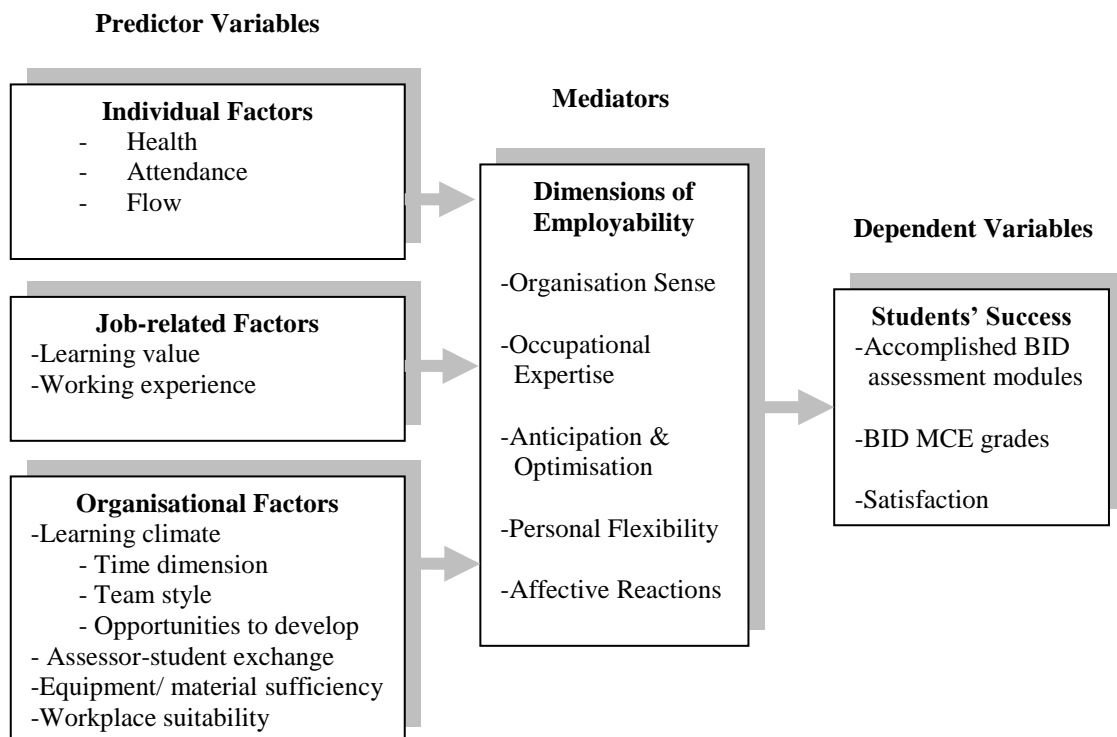 Predictor Variables
Individual Factors
- Health
- Attendance
- Flow
Job-related Factors
-Learning value
-Working experience
Organisational Factors
-Learning climate
- Time dimension
- Team style
- Opportunities to develop
- Assessor-student exchange
-Equipment/ material sufficiency
-Workplace suitability
Mediators
Dimensions of
Employability
-Organisation Sense
-Occupational
Expertise
-Anticipation &
Optimisation
-Personal Flexibility
-Affective Reactions
Dependent Variables
Students’ Success
-Accomplished BID
assessment modules
-BID MCE grades
-Satisfaction